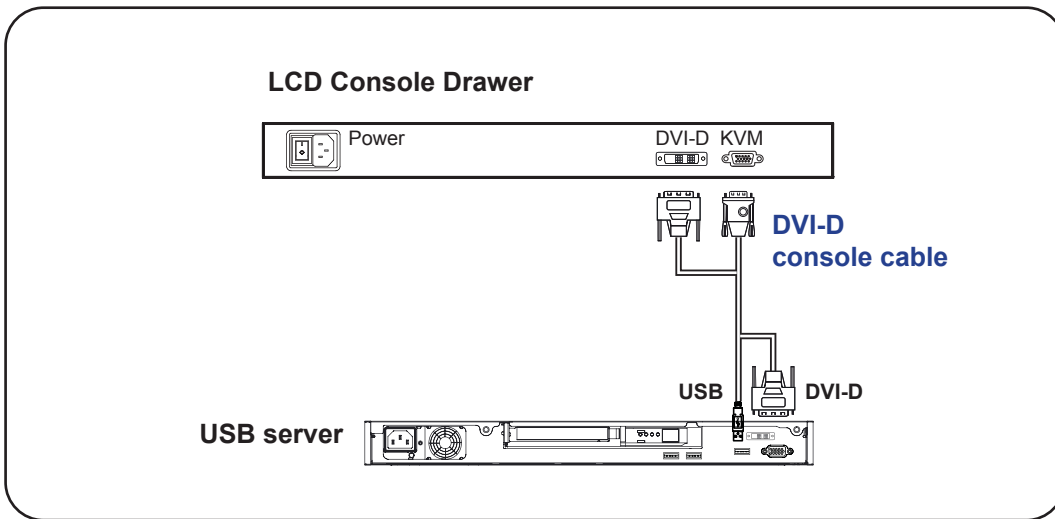 LCD Console Drawer
Power
DVI-D KVM
DVI-D
console cable
USB
DVI-D
USB server